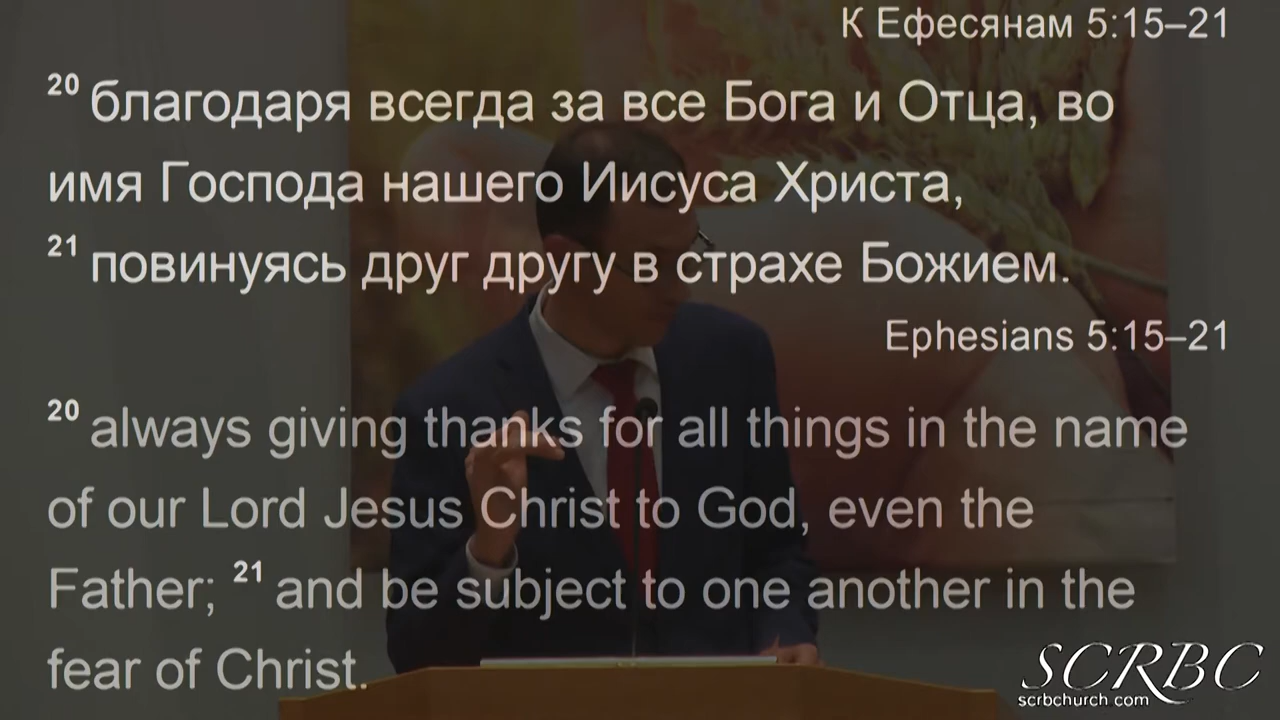 К Ефесянам 5:15–21
20 благодаря всегда за все Бога и Отца, во
имя Господа нашего Иисуса Христа,
21 повинуясь друг другу в страхе Божием.
Ephesians 5:15–21
20 always giving thanks for all things in the name
of our Lord Jesus Christ to God, even the
Father; 21 and be subject to one another in the
fear of Christ.
SCRBC
scrbchurch.com